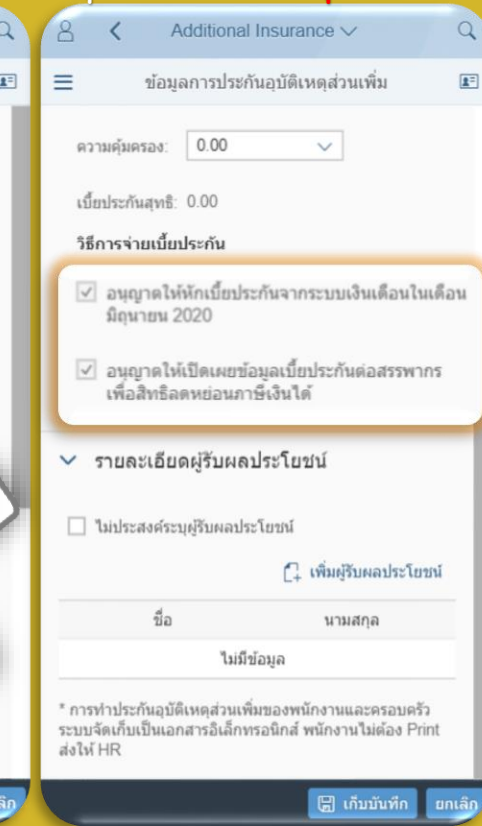 Additional Insurance
ข้อมูลการประกันอุบัติเหตุส่วนเพิ่ม
ความคุ้มครอง: 0.00
เบี้ยประกันสุทธิ: 0.00
วิธีการจ่ายเบี้ยประกัน
อนุญาตให้หักเบี้ยประกันจากระบบเงินเดือนในเดือน
มิถุนายน 2020
อนุญาตให้เปิดเผยข้อมูลเบี้ยประกันต่อสรรพากร
เพื่อสิทธิลดหย่อนภาษีเงินได้
รายละเอียดผู้รับผลประโยชน์
ไม่ประสงค์ระบุผู้รับผลประโยชน์
เพิ่มผู้รับผลประโยชน์
ชื่อ นามสกุล
ไม่มีข้อมูล
* การทำประกันอุบัติเหตุส่วนเพิ่มของพนักงานและครอบครัว
ระบบจัดเก็บเป็นเอกสารอิเล็กทรอนิกส์ พนักงานไม่ต้อง Print
ส่งให้ HR
เก็บบันทึก ยกเลิก